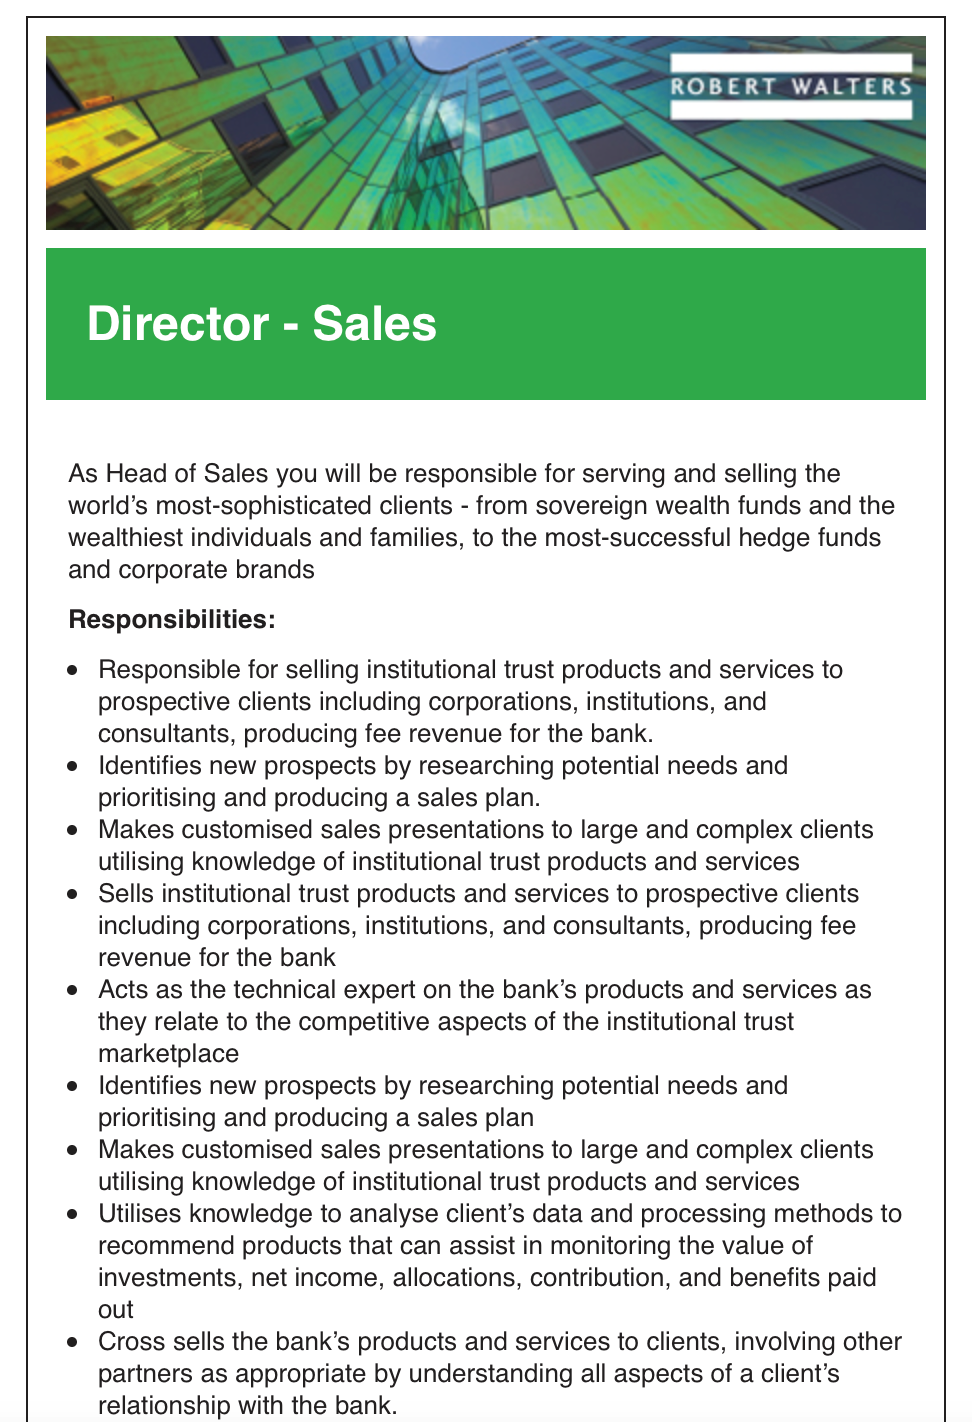 ROBERT WALTERS
Director - Sales
As Head of Sales you will be responsible for serving and selling the
world’s most-sophisticated clients - from sovereign wealth funds and the
wealthiest individuals and families, to the most-successful hedge funds
and corporate brands
Responsibilities:
• Responsible for selling institutional trust products and services to
prospective clients including corporations, institutions, and
consultants, producing fee revenue for the bank.
• Identifies new prospects by researching potential needs and
prioritising and producing a sales plan.
• Makes customised sales presentations to large and complex clients
utilising knowledge of institutional trust products and services
• Sells institutional trust products and services to prospective clients
including corporations, institutions, and consultants, producing fee
revenue for the bank
• Acts as the technical expert on the bank’s products and services as
they relate to the competitive aspects of the institutional trust
marketplace
• Identifies new prospects by researching potential needs and
prioritising and producing a sales plan
• Makes customised sales presentations to large and complex clients
utilising knowledge of institutional trust products and services
• Utilises knowledge to analyse client’s data and processing methods to
recommend products that can assist in monitoring the value of
investments, net income, allocations, contribution, and benefits paid
out
• Cross sells the bank’s products and services to clients, involving other
partners as appropriate by understanding all aspects of a client’s
relationship with the bank.